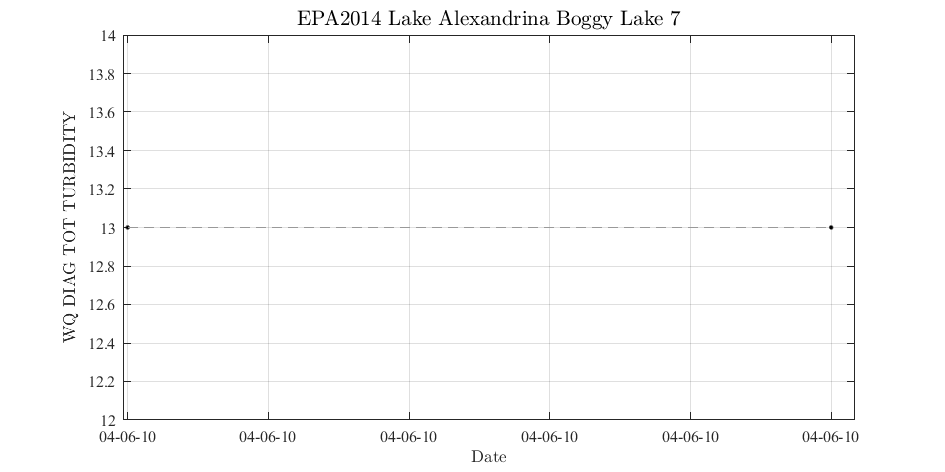 EPA2014 Lake Alexandrina Boggy Lake 7
14
13.8
13.6
13.4
13.2
13
12.8
12.6
12.4
12.2
12
WQ DIAG TOT TURBIDITY
04-06-10 04-06-10 04-06-10 04-06-10 04-06-10 04-06-10
Date